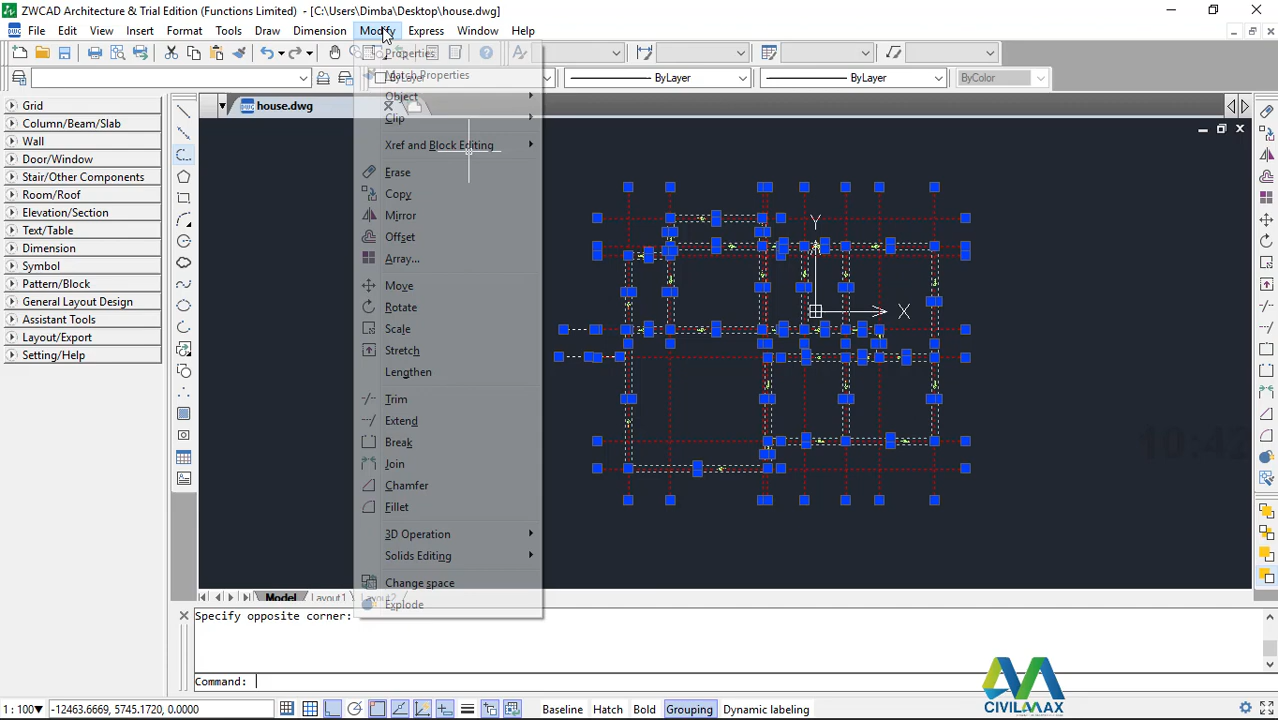 ZWCAD Architecture & Trial Edition (Functions Limited) - [C:\Users\Dimba\Desktop\house.dwg]
File Edit View Insert Format Tools Draw Dimension Modify Express Window Help
ByLayer ByLayer ByLayer ByColor
house.dwg
Grid
Column/Beam/Slab
Wall
Door/Window
Stair/Other Components
Room/Roof
Elevation/Section
Text/Table
Dimension
Symbol
Pattern/Block
General Layout Design
Assistant Tools
Layout/Export
Setting/Help
Properties
Match Properties
Object
Clip
Xref and Block Editing
Erase
Copy
Mirror
Offset
Array...
Move
Rotate
Scale
Stretch
Lengthen
Trim
Extend
Break
Join
Chamfer
Fillet
3D Operation
Solids Editing
Change space
Explode
Y
X
Model Layout1 Layout2
Specify opposite corner:
Command:
CIVILMAX
1 : 100 -12463.6669, 5745.1720, 0.0000 Baseline Hatch Bold Grouping Dynamic labeling